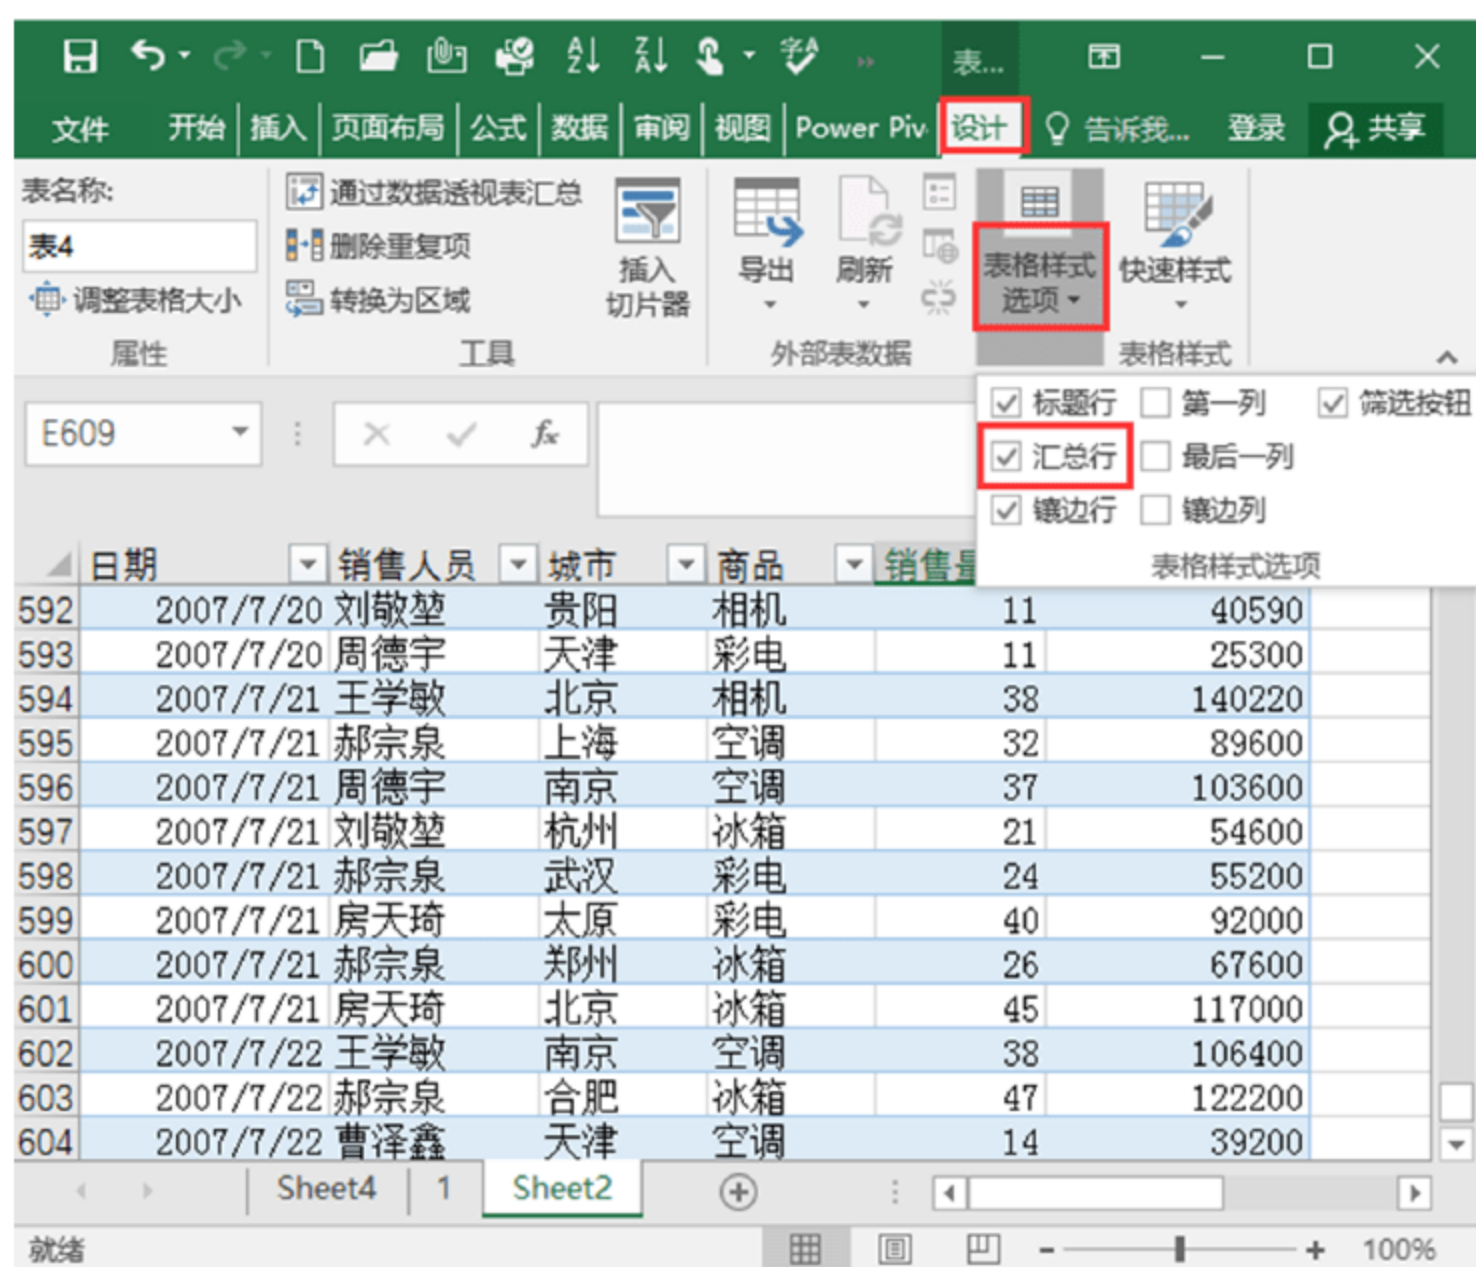 表...
文件 开始 插入 页面布局 公式 数据 审阅 视图 Power Piv 设计 告诉我... 登录 共享
表名称:
表4
调整表格大小
属性
通过数据透视表汇总
删除重复项
转换为区域
工具
插入
切片器
导出
刷新
外部表数据
表格样式
选项
快速样式
表格样式
标题行 第一列 筛选按钮
汇总行 最后一列
镶边行 镶边列
表格样式选项
E609 fx
日期 销售人员 城市 商品 销售量
592 2007/7/20 刘敬堃 贵阳 相机 11 40590
593 2007/7/20 周德宇 天津 彩电 11 25300
594 2007/7/21 王学敏 北京 相机 38 140220
595 2007/7/21 郝宗泉 上海 空调 32 89600
596 2007/7/21 周德宇 南京 空调 37 103600
597 2007/7/21 刘敬堃 杭州 冰箱 21 54600
598 2007/7/21 郝宗泉 武汉 彩电 24 55200
599 2007/7/21 房天琦 太原 彩电 40 92000
600 2007/7/21 郝宗泉 郑州 冰箱 26 67600
601 2007/7/21 房天琦 北京 冰箱 45 117000
602 2007/7/22 王学敏 南京 空调 38 106400
603 2007/7/22 郝宗泉 合肥 冰箱 47 122200
604 2007/7/22 曹泽鑫 天津 空调 14 39200
Sheet4 1 Sheet2
就绪 100%